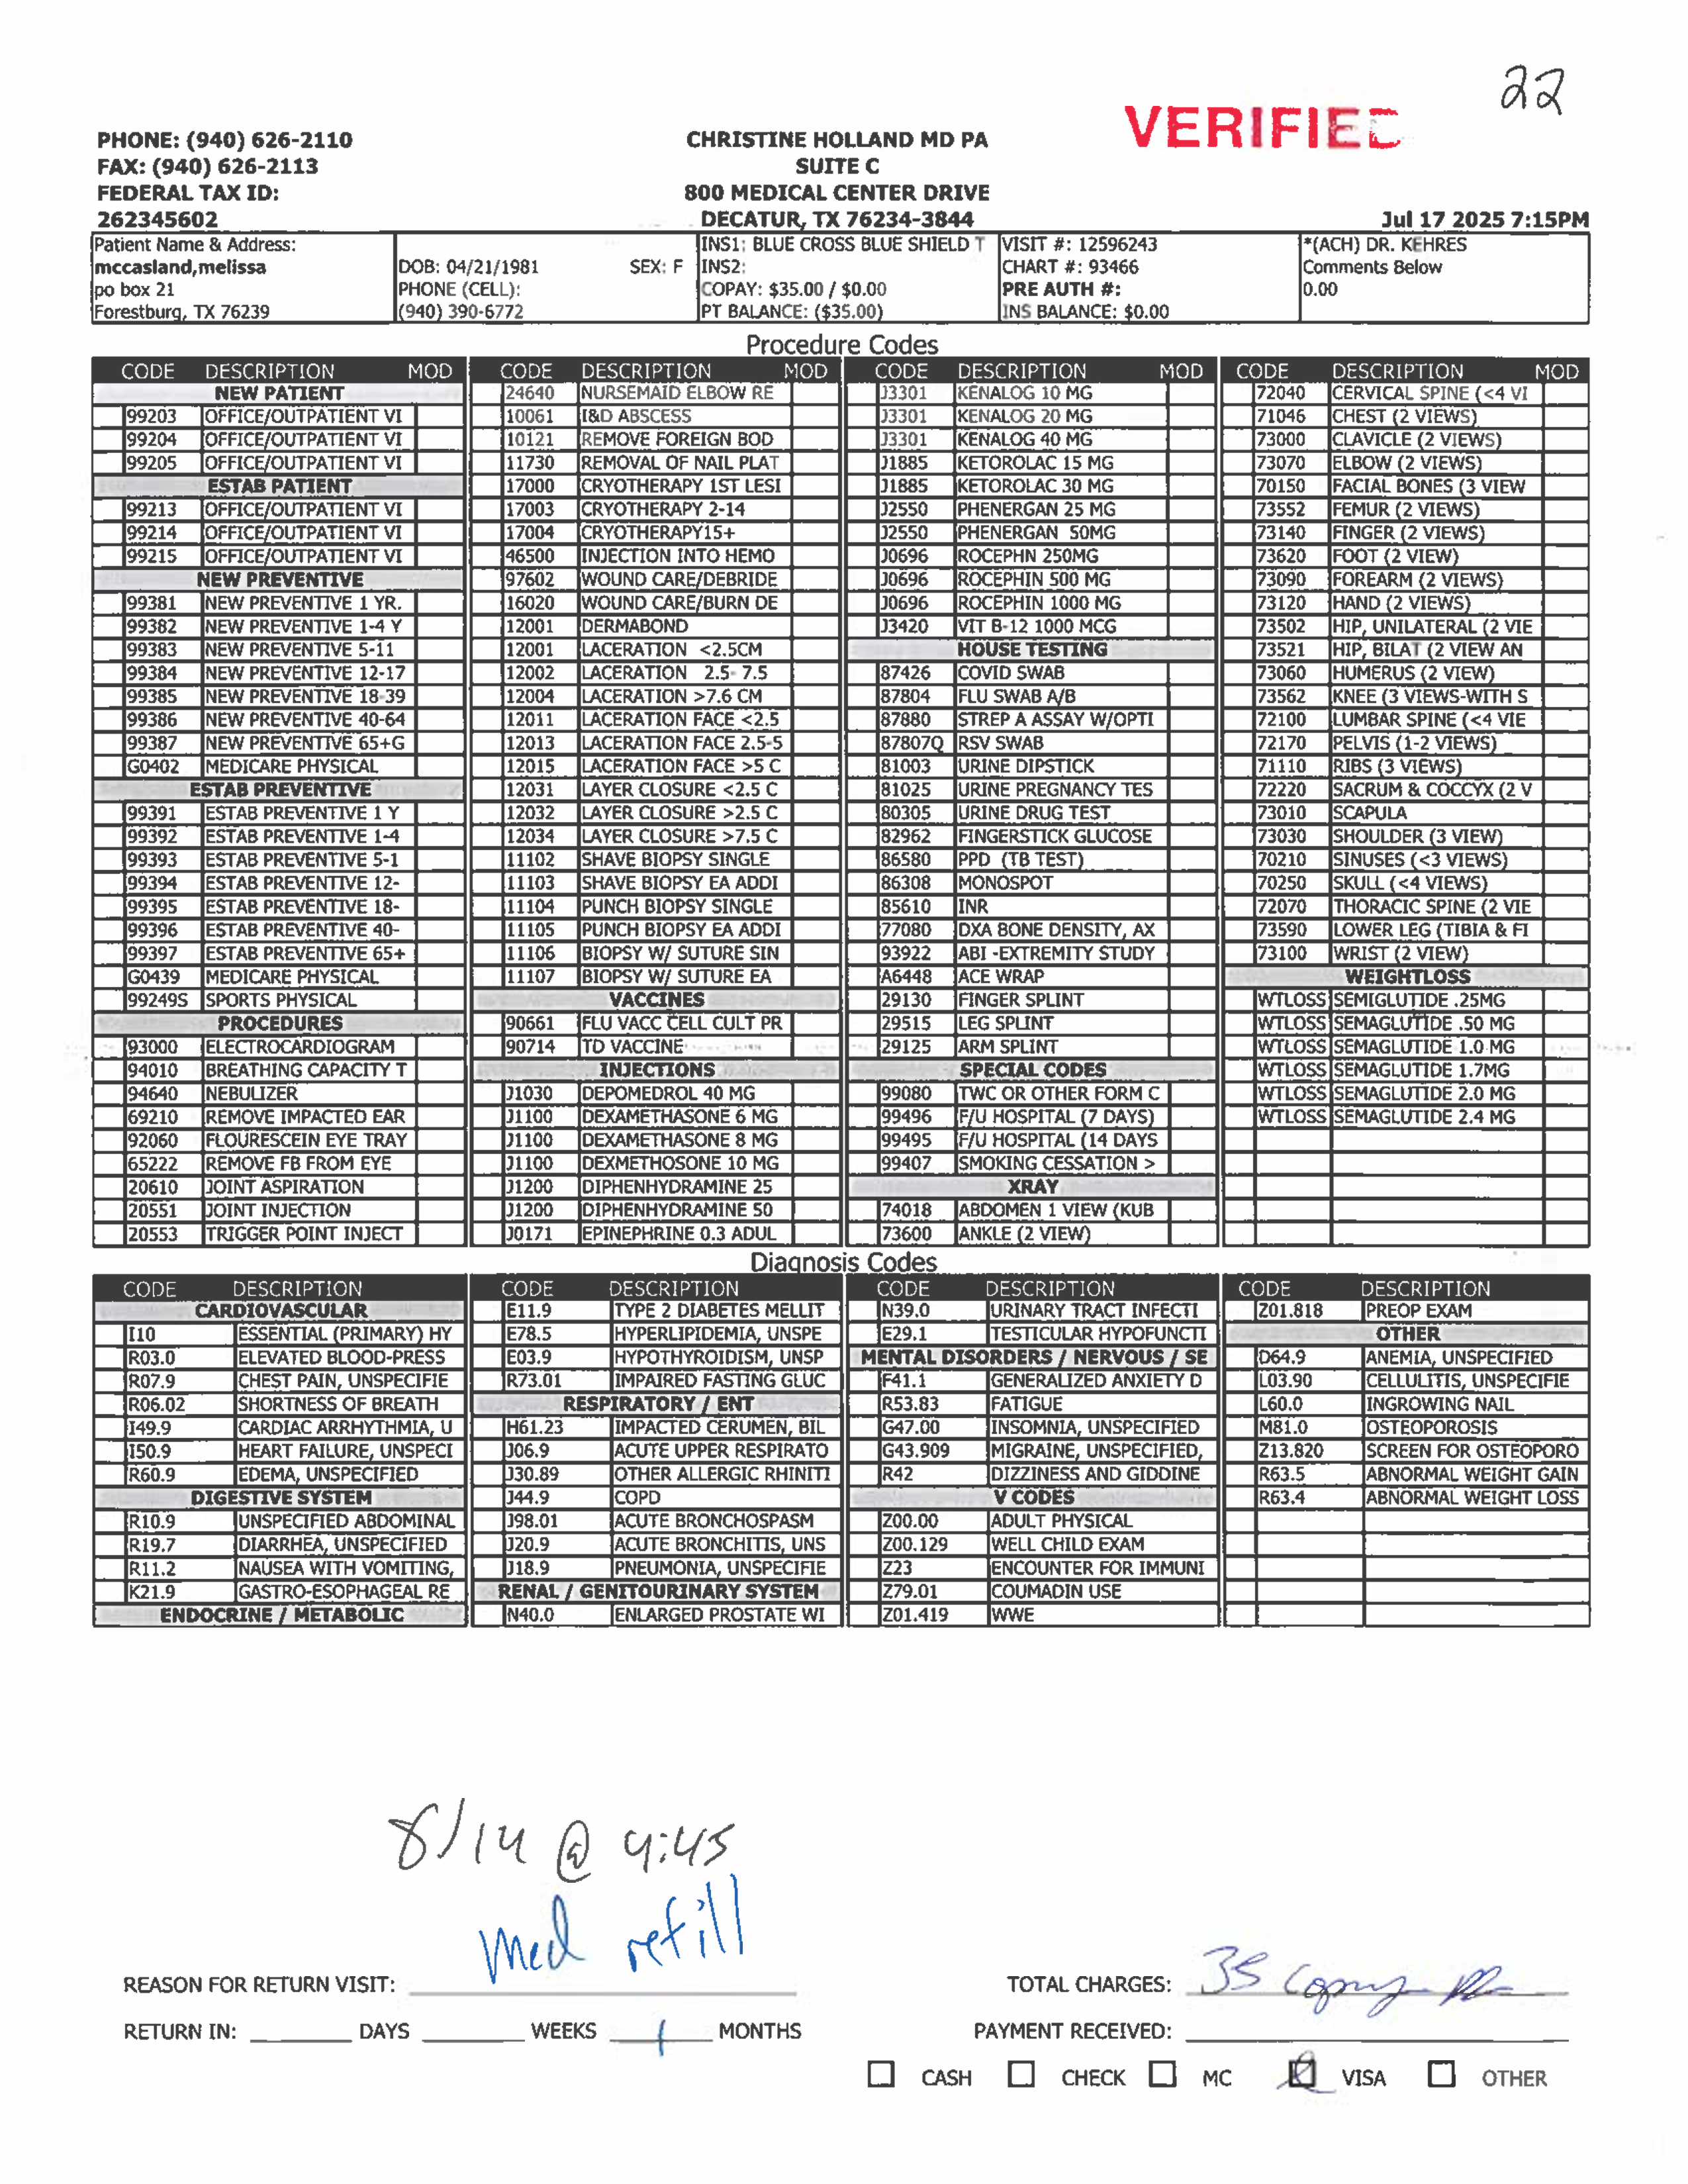 22
VERIFIED
PHONE: (940) 626-2110
FAX: (940) 626-2113
FEDERAL TAX ID:
262345602
CHRISTINE HOLLAND MD PA
SUITE C
800 MEDICAL CENTER DRIVE
DECATUR, TX 76234-3844
Jul 17 2025 7:15PM
Patient Name & Address:
mccasland,melissa
po box 21
Forestburg, TX 76239
DOB: 04/21/1981 SEX: F
PHONE (CELL):
(940) 390-6772
INS1: BLUE CROSS BLUE SHIELD T
INS2:
COPAY: $35.00 / $0.00
PT BALANCE: ($35.00)
VISIT #: 12596243
CHART #: 93466
PRE AUTH #:
INS BALANCE: $0.00
*(ACH) DR. KEHRES
Comments Below
0.00
Procedure Codes
CODE DESCRIPTION MOD
NEW PATIENT
99203 OFFICE/OUTPATIENT VI
99204 OFFICE/OUTPATIENT VI
99205 OFFICE/OUTPATIENT VI
ESTAB PATIENT
99213 OFFICE/OUTPATIENT VI
99214 OFFICE/OUTPATIENT VI
99215 OFFICE/OUTPATIENT VI
NEW PREVENTIVE
99381 NEW PREVENTIVE 1 YR.
99382 NEW PREVENTIVE 1-4 Y
99383 NEW PREVENTIVE 5-11
99384 NEW PREVENTIVE 12-17
99385 NEW PREVENTIVE 18-39
99386 NEW PREVENTIVE 40-64
99387 NEW PREVENTIVE 65+G
G0402 MEDICARE PHYSICAL
ESTAB PREVENTIVE
99391 ESTAB PREVENTIVE 1 Y
99392 ESTAB PREVENTIVE 1-4
99393 ESTAB PREVENTIVE 5-1
99394 ESTAB PREVENTIVE 12-
99395 ESTAB PREVENTIVE 18-
99396 ESTAB PREVENTIVE 40-
99397 ESTAB PREVENTIVE 65+
G0439 MEDICARE PHYSICAL
99249S SPORTS PHYSICAL
PROCEDURES
93000 ELECTROCARDIOGRAM
94010 BREATHING CAPACITY T
94640 NEBULIZER
69210 REMOVE IMPACTED EAR
92060 FLOURESCEIN EYE TRAY
65222 REMOVE FB FROM EYE
20610 JOINT ASPIRATION
20551 JOINT INJECTION
20553 TRIGGER POINT INJECT
CODE DESCRIPTION MOD
24640 NURSEMAID ELBOW RE
10061 I&D ABSCESS
10121 REMOVE FOREIGN BOD
11730 REMOVAL OF NAIL PLAT
17000 CRYOTHERAPY 1ST LESI
17003 CRYOTHERAPY 2-14
17004 CRYOTHERAPY15+
46500 INJECTION INTO HEMO
97602 WOUND CARE/DEBRIDE
16020 WOUND CARE/BURN DE
12001 DERMABOND
12001 LACERATION <2.5CM
12002 LACERATION 2.5- 7.5
12004 LACERATION >7.6 CM
12011 LACERATION FACE <2.5
12013 LACERATION FACE 2.5-5
12015 LACERATION FACE >5 C
12031 LAYER CLOSURE <2.5 C
12032 LAYER CLOSURE >2.5 C
12034 LAYER CLOSURE >7.5 C
11102 SHAVE BIOPSY SINGLE
11103 SHAVE BIOPSY EA ADDI
11104 PUNCH BIOPSY SINGLE
11105 PUNCH BIOPSY EA ADDI
11106 BIOPSY W/ SUTURE SIN
11107 BIOPSY W/ SUTURE EA
VACCINES
90661 FLU VACC CELL CULT PR
90714 TD VACCINE
INJECTIONS
J1030 DEPOMEDROL 40 MG
J1100 DEXAMETHASONE 6 MG
J1100 DEXAMETHASONE 8 MG
J1100 DEXMETHOSONE 10 MG
J1200 DIPHENHYDRAMINE 25
J1200 DIPHENHYDRAMINE 50
J0171 EPINEPHRINE 0.3 ADUL
CODE DESCRIPTION MOD
J3301 KENALOG 10 MG
J3301 KENALOG 20 MG
J3301 KENALOG 40 MG
J1885 KETOROLAC 15 MG
J1885 KETOROLAC 30 MG
J2550 PHENERGAN 25 MG
J2550 PHENERGAN 50MG
J0696 ROCEPHN 250MG
J0696 ROCEPHIN 500 MG
J0696 ROCEPHIN 1000 MG
J3420 VIT B-12 1000 MCG
HOUSE TESTING
87426 COVID SWAB
87804 FLU SWAB A/B
87880 STREP A ASSAY W/OPTI
87807Q RSV SWAB
81003 URINE DIPSTICK
81025 URINE PREGNANCY TES
80305 URINE DRUG TEST
82962 FINGERSTICK GLUCOSE
86580 PPD (TB TEST)
86308 MONOSPOT
85610 INR
77080 DXA BONE DENSITY, AX
93922 ABI -EXTREMITY STUDY
A6448 ACE WRAP
29130 FINGER SPLINT
29515 LEG SPLINT
29125 ARM SPLINT
SPECIAL CODES
99080 TWC OR OTHER FORM C
99496 F/U HOSPITAL (7 DAYS)
99495 F/U HOSPITAL (14 DAYS
99407 SMOKING CESSATION >
XRAY
74018 ABDOMEN 1 VIEW (KUB
73600 ANKLE (2 VIEW)
CODE DESCRIPTION MOD
72040 CERVICAL SPINE (<4 VI
71046 CHEST (2 VIEWS)
73000 CLAVICLE (2 VIEWS)
73070 ELBOW (2 VIEWS)
70150 FACIAL BONES (3 VIEW
73552 FEMUR (2 VIEWS)
73140 FINGER (2 VIEWS)
73620 FOOT (2 VIEW)
73090 FOREARM (2 VIEWS)
73120 HAND (2 VIEWS)
73502 HIP, UNILATERAL (2 VIE
73521 HIP, BILAT (2 VIEW AN
73060 HUMERUS (2 VIEW)
73562 KNEE (3 VIEWS-WITH S
72100 LUMBAR SPINE (<4 VIE
72170 PELVIS (1-2 VIEWS)
71110 RIBS (3 VIEWS)
72220 SACRUM & COCCYX (2 V
73010 SCAPULA
73030 SHOULDER (3 VIEW)
70210 SINUSES (<3 VIEWS)
70250 SKULL (<4 VIEWS)
72070 THORACIC SPINE (2 VIE
73590 LOWER LEG (TIBIA & FI
73100 WRIST (2 VIEW)
WEIGHTLOSS
WTLOSS SEMIGLUTIDE .25MG
WTLOSS SEMAGLUTIDE .50 MG
WTLOSS SEMAGLUTIDE 1.0 MG
WTLOSS SEMAGLUTIDE 1.7MG
WTLOSS SEMAGLUTIDE 2.0 MG
WTLOSS SEMAGLUTIDE 2.4 MG
Diagnosis Codes
CODE DESCRIPTION
CARDIOVASCULAR
I10 ESSENTIAL (PRIMARY) HY
R03.0 ELEVATED BLOOD-PRESS
R07.9 CHEST PAIN, UNSPECIFIE
R06.02 SHORTNESS OF BREATH
I49.9 CARDIAC ARRHYTHMIA, U
I50.9 HEART FAILURE, UNSPECI
R60.9 EDEMA, UNSPECIFIED
DIGESTIVE SYSTEM
R10.9 UNSPECIFIED ABDOMINAL
R19.7 DIARRHEA, UNSPECIFIED
R11.2 NAUSEA WITH VOMITING,
K21.9 GASTRO-ESOPHAGEAL RE
ENDOCRINE / METABOLIC
CODE DESCRIPTION
E11.9 TYPE 2 DIABETES MELLIT
E78.5 HYPERLIPIDEMIA, UNSPE
E03.9 HYPOTHYROIDISM, UNSP
R73.01 IMPAIRED FASTING GLUC
RESPIRATORY / ENT
H61.23 IMPACTED CERUMEN, BIL
J06.9 ACUTE UPPER RESPIRATO
J30.89 OTHER ALLERGIC RHINITI
J44.9 COPD
J98.01 ACUTE BRONCHOSPASM
J20.9 ACUTE BRONCHITIS, UNS
J18.9 PNEUMONIA, UNSPECIFIE
RENAL / GENITOURINARY SYSTEM
N40.0 ENLARGED PROSTATE WI
CODE DESCRIPTION
N39.0 URINARY TRACT INFECTI
E29.1 TESTICULAR HYPOFUNCTI
MENTAL DISORDERS / NERVOUS / SE
F41.1 GENERALIZED ANXIETY D
R53.83 FATIGUE
G47.00 INSOMNIA, UNSPECIFIED
G43.909 MIGRAINE, UNSPECIFIED,
R42 DIZZINESS AND GIDDINE
V CODES
Z00.00 ADULT PHYSICAL
Z00.129 WELL CHILD EXAM
Z23 ENCOUNTER FOR IMMUNI
Z79.01 COUMADIN USE
Z01.419 WWE
CODE DESCRIPTION
Z01.818 PREOP EXAM
OTHER
D64.9 ANEMIA, UNSPECIFIED
L03.90 CELLULITIS, UNSPECIFIE
L60.0 INGROWING NAIL
M81.0 OSTEOPOROSIS
Z13.820 SCREEN FOR OSTEOPORO
R63.5 ABNORMAL WEIGHT GAIN
R63.4 ABNORMAL WEIGHT LOSS
8/14 @ 4:45
REASON FOR RETURN VISIT: Med refill
RETURN IN: DAYS WEEKS 1 MONTHS
TOTAL CHARGES: 35 copay
PAYMENT RECEIVED:
CASH CHECK MC VISA OTHER